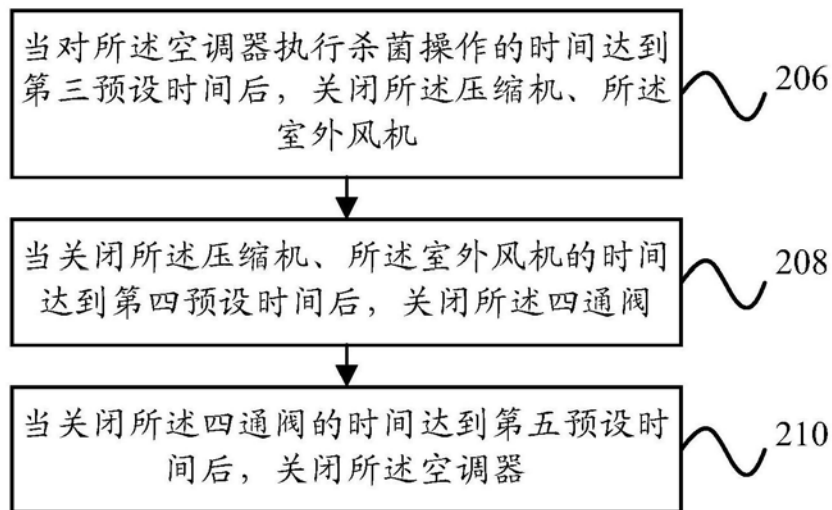 当对所述空调器执行杀菌操作的时间达到
第三预设时间后，关闭所述压缩机、所述
室外风机
206
当关闭所述压缩机、所述室外风机的时间
达到第四预设时间后，关闭所述四通阀
208
当关闭所述四通阀的时间达到第五预设时
间后，关闭所述空调器
210